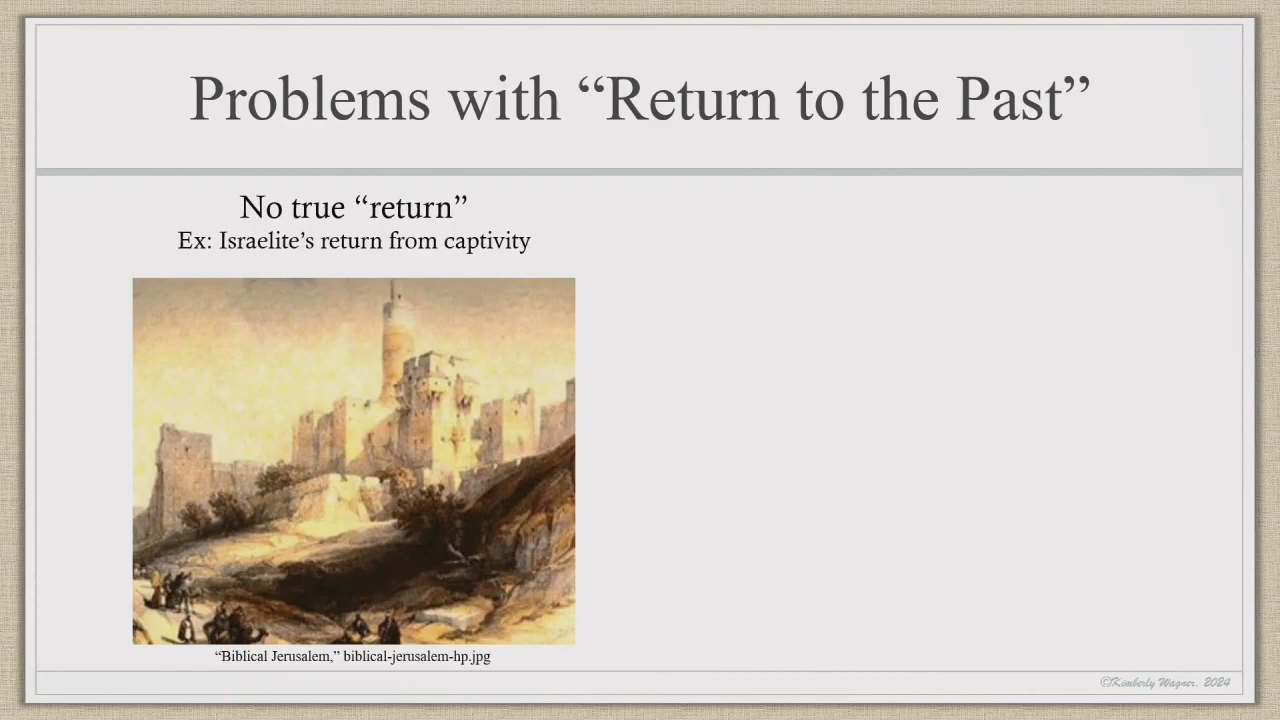 Problems with “Return to the Past”
No true “return”
Ex: Israelite’s return from captivity
“Biblical Jerusalem,” biblical-jerusalem-hp.jpg
©Kimberly Wagner, 2024